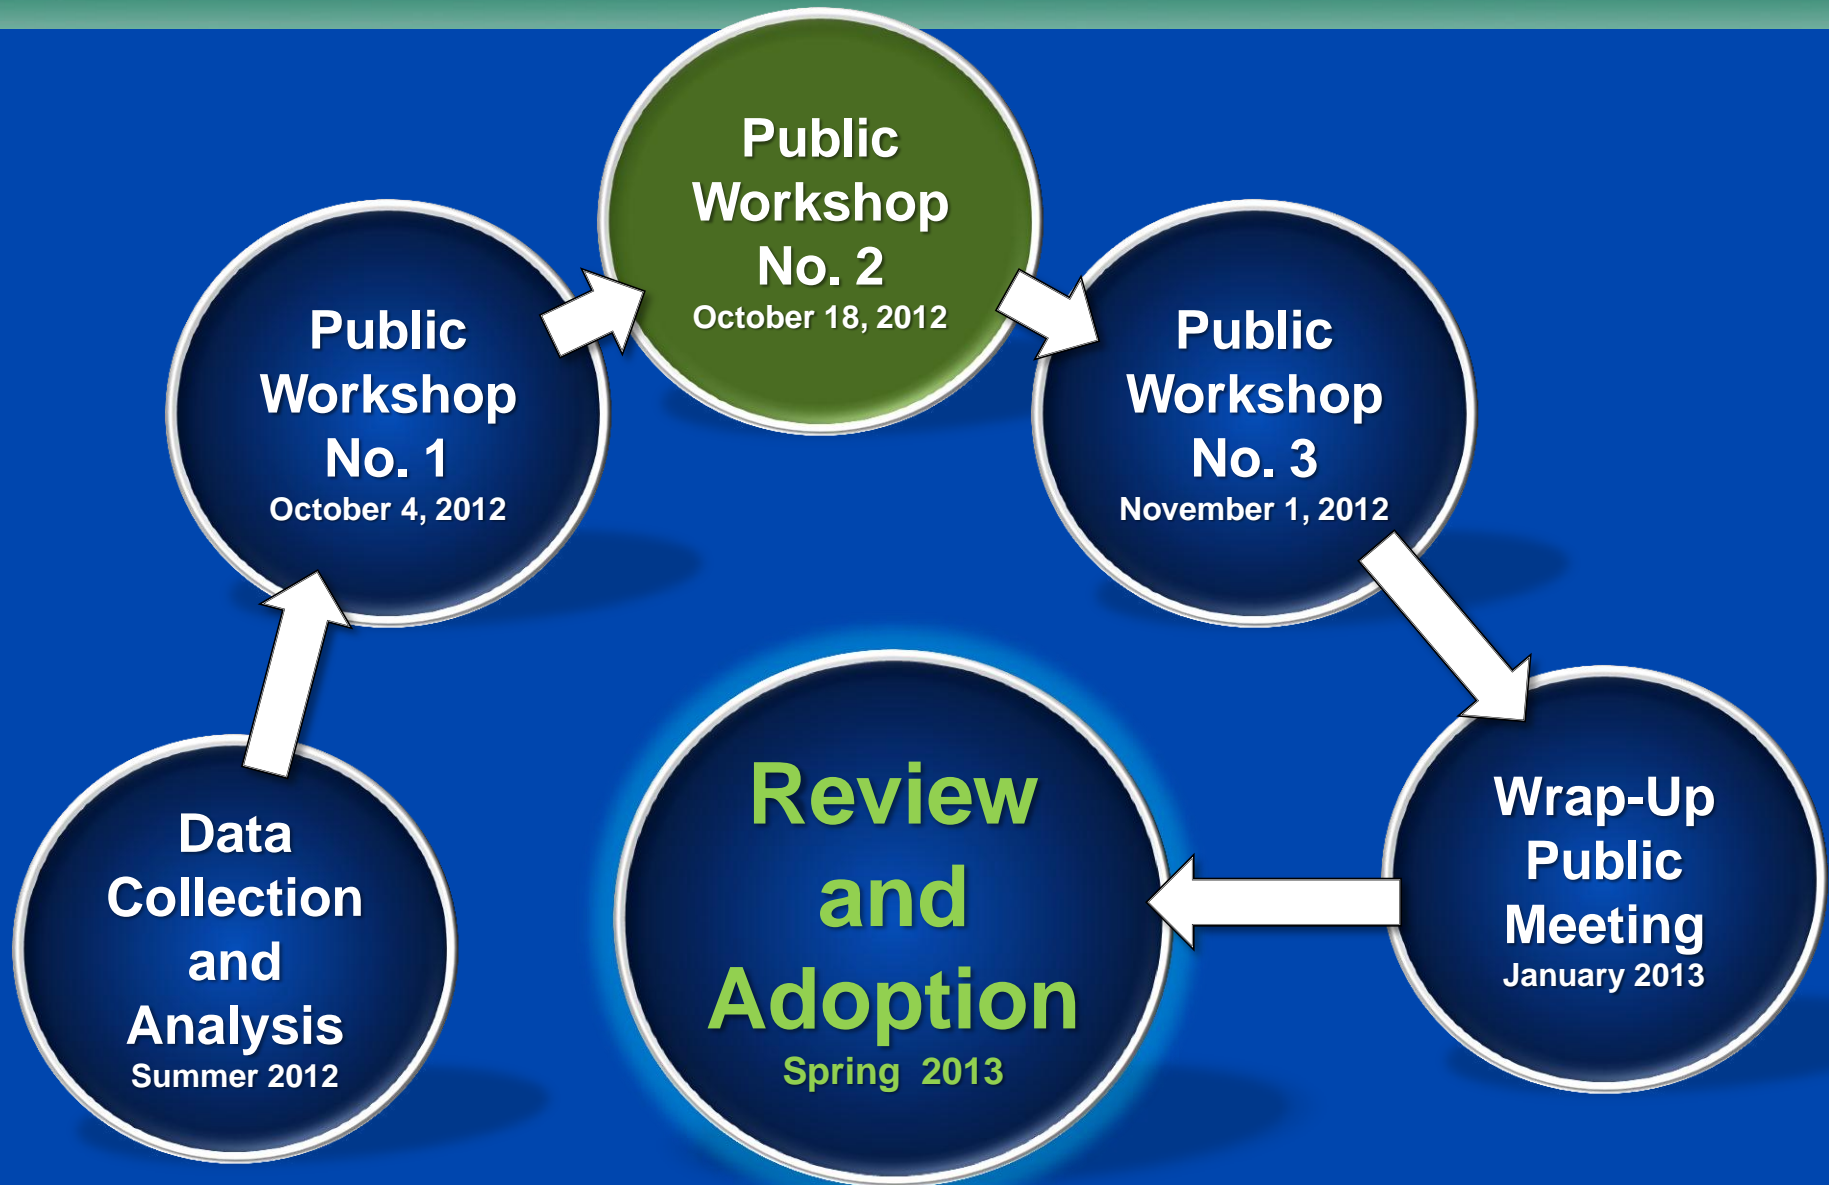 Data
Collection
and
Analysis
Summer 2012
Public
Workshop
No. 1
October 4, 2012
Public
Workshop
No. 2
October 18, 2012
Public
Workshop
No. 3
November 1, 2012
Wrap-Up
Public
Meeting
January 2013
Review
and
Adoption
Spring 2013